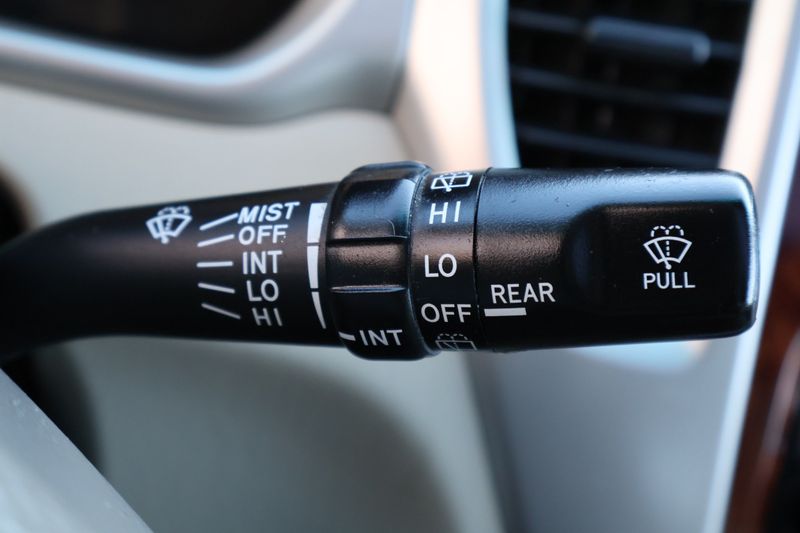 MIST
OFF
INT
LO
HI
INT
HI
LO
OFF
REAR
PULL